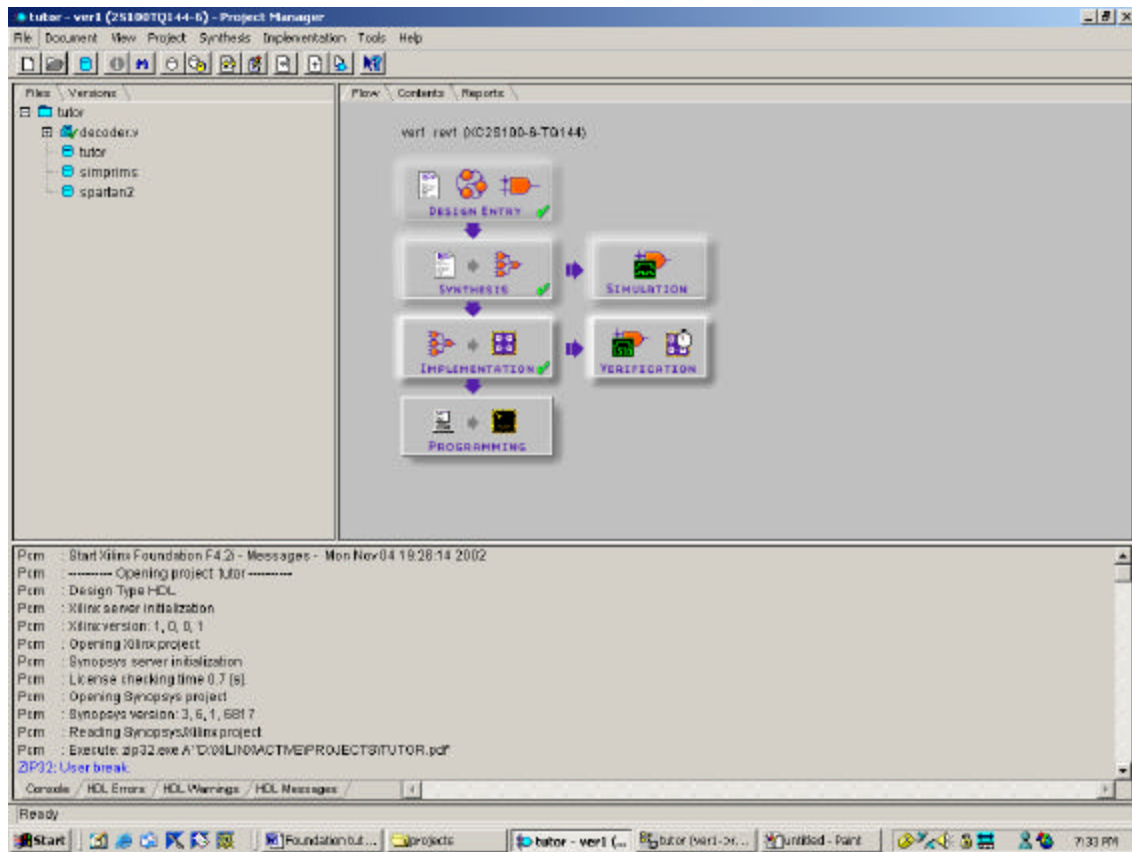 tutor - ver1 (2S100TQ144-6) - Project Manager
File Document View Project Synthesis Implementation Tools Help
Files Versions
Flow Contents Reports
tutor
decoder.v
tutor
simprims
spartan2
ver1 rev1 (XC2S100-6-TQ144)
DESIGN ENTRY
SYNTHESIS
SIMULATION
IMPLEMENTATION
VERIFICATION
PROGRAMMING
Pcm : Start Xilinx Foundation F4.2i - Messages - Mon Nov 04 19:28:14 2002
Pcm : ---------- Opening project tutor ----------
Pcm : Design Type HDL
Pcm : Xilinx server initialization
Pcm : Xilinx version: 1, 0, 0, 1
Pcm : Opening Xilinx project
Pcm : Synopsys server initialization
Pcm : License checking time 0.7 [s]
Pcm : Opening Synopsys project
Pcm : Synopsys version: 3, 6, 1, 6817
Pcm : Reading Synopsys/Xilinx project
Pcm : Execute: zip32.exe A "D:\XILINX\ACTIVE\PROJECTS\TUTOR.pdf"
ZIP32: User break
Console HDL Errors HDL Warnings HDL Messages
Ready
Start
Foundation tut...
projects
tutor - ver1 (...
tutor (ver1-&gt;r...
untitled - Paint
7:33 PM